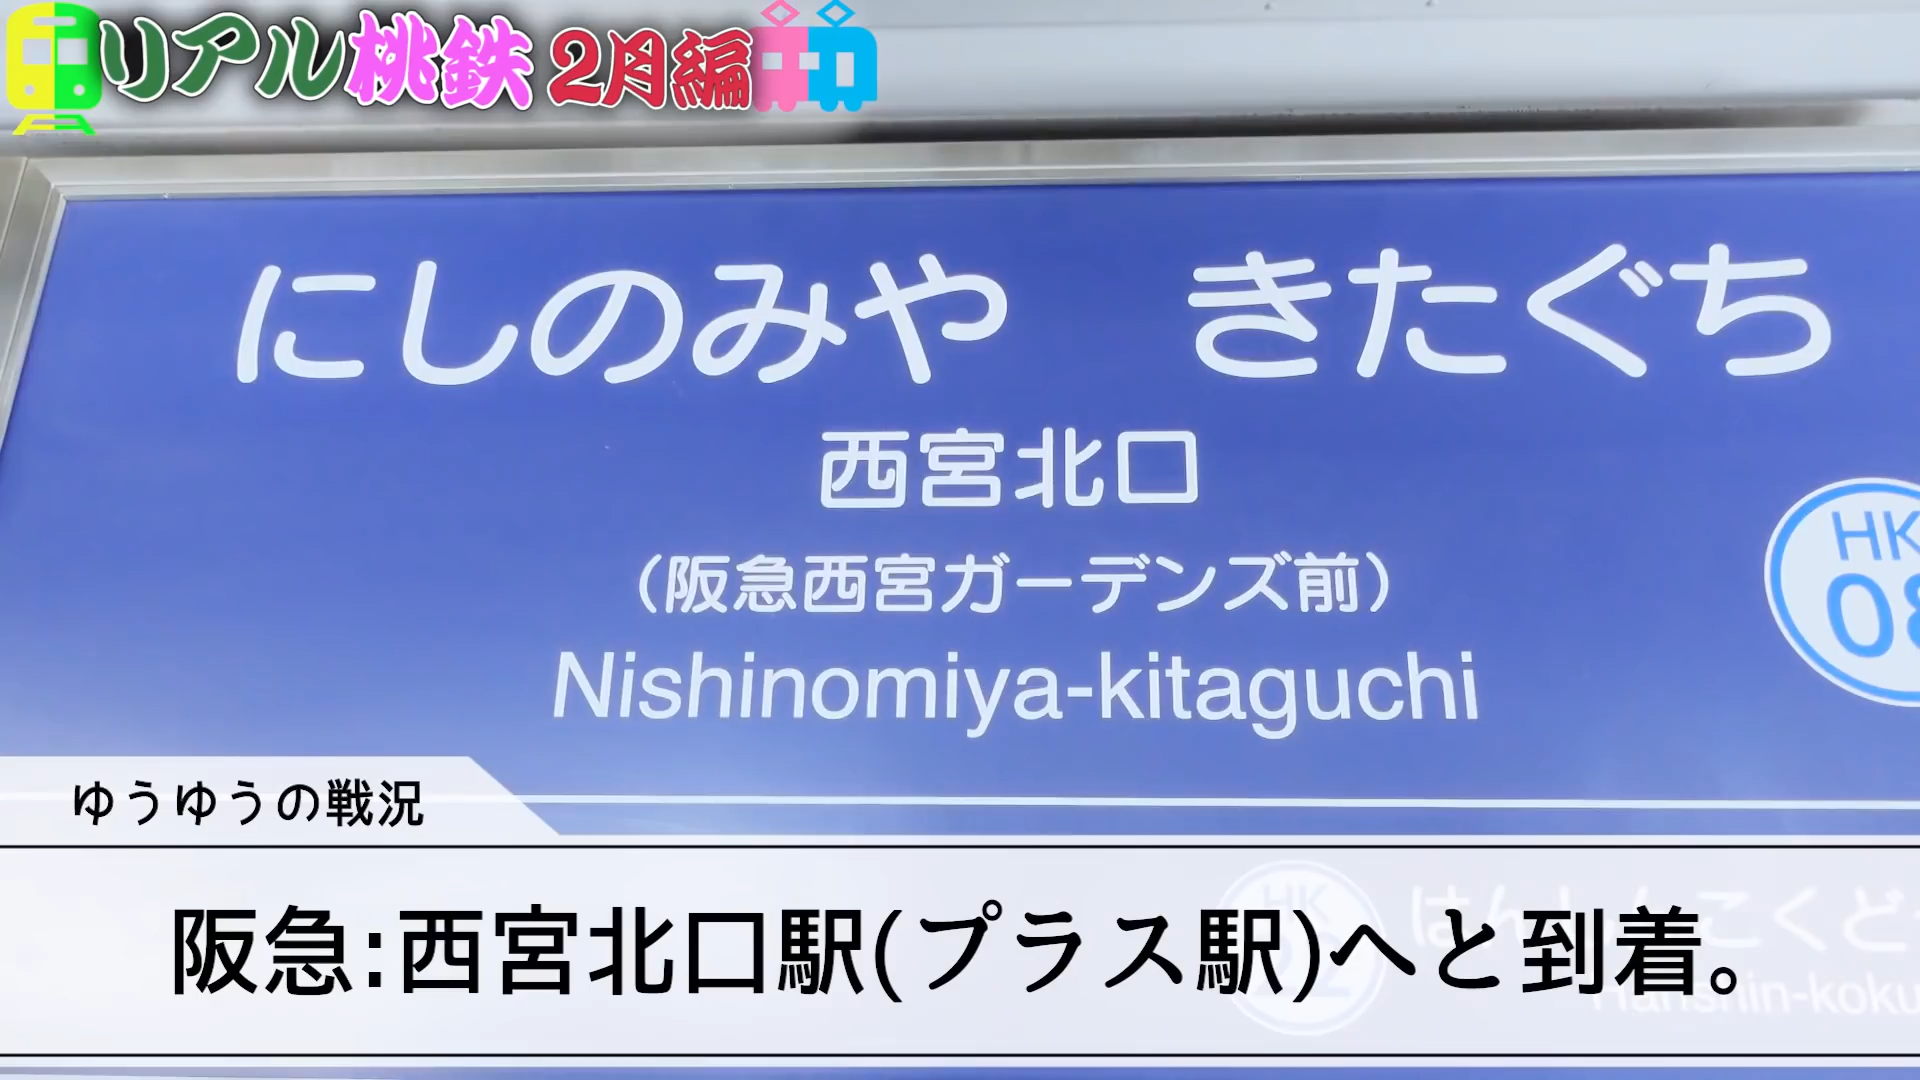 リアル桃鉄 2月編
にしのみや きたぐち
西宮北口
（阪急西宮ガーデンズ前）
Nishinomiya-kitaguchi
HK
ゆうゆうの戦況
阪急:西宮北口駅(プラス駅)へと到着。